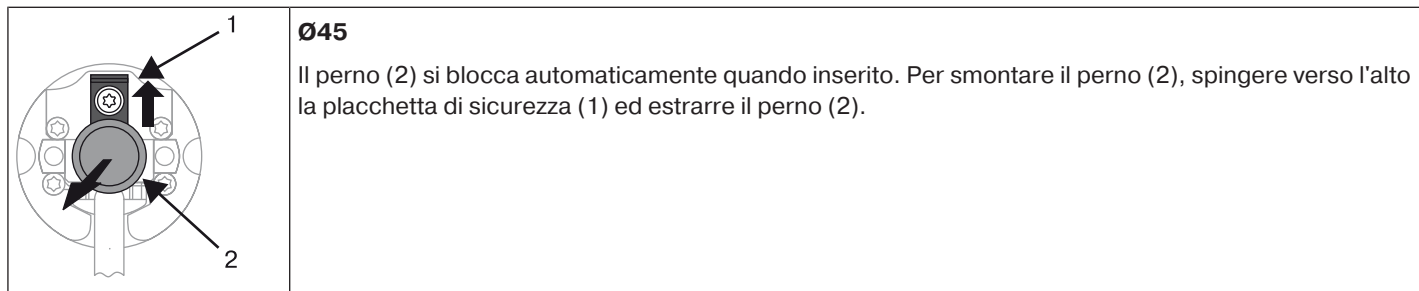 1
2
Ø45
Il perno (2) si blocca automaticamente quando inserito. Per smontare il perno (2), spingere verso l'alto
la placchetta di sicurezza (1) ed estrarre il perno (2).